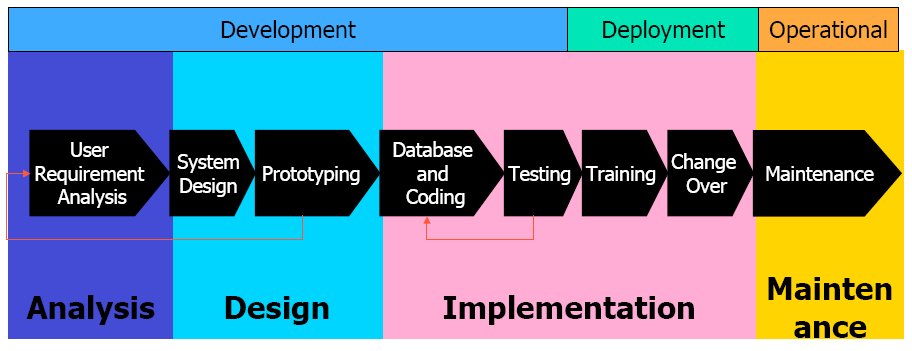 Development
Deployment
Operational
User
Requirement
Analysis
System
Design
Prototyping
Database
and
Coding
Testing
Training
Change
Over
Maintenance
Analysis
Design
Implementation
Mainten
ance